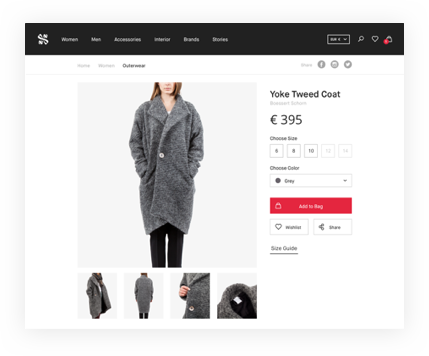 Women Men Accessories Interior Brands Stories EUR €
Home Women Outerwear Share
Yoke Tweed Coat
Boessert Schorn
€ 395
Choose Size
6 8 10 12 14
Choose Color
Grey
Add to Bag
Wishlist Share
Size Guide